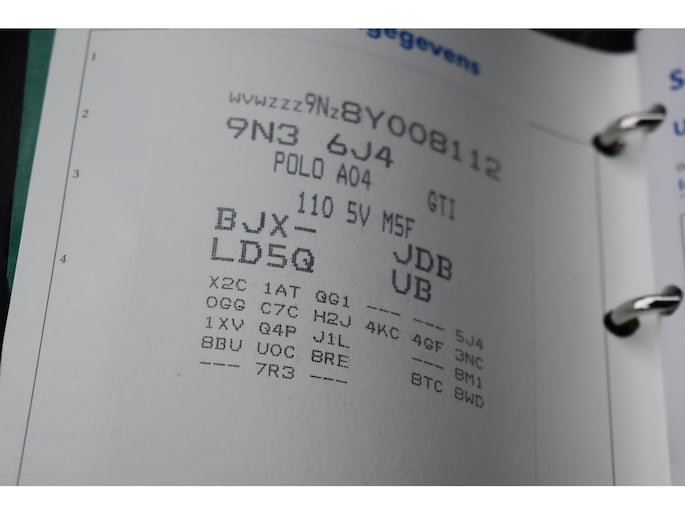 gegevens
1
WVWZZZ9NZ8Y008112
2
9N3 6J4
POLO A04 GTI
3
110 5V M5F
BJX- JDB
4
LD5Q UB
X2C 1AT QG1 --- --- 5J4
0GG C7C H2J 4KC 4GF 3NC
1XV Q4P J1L --- 8M1
8BU U0C 8RE 8TC 8WD
--- 7R3 ---
S